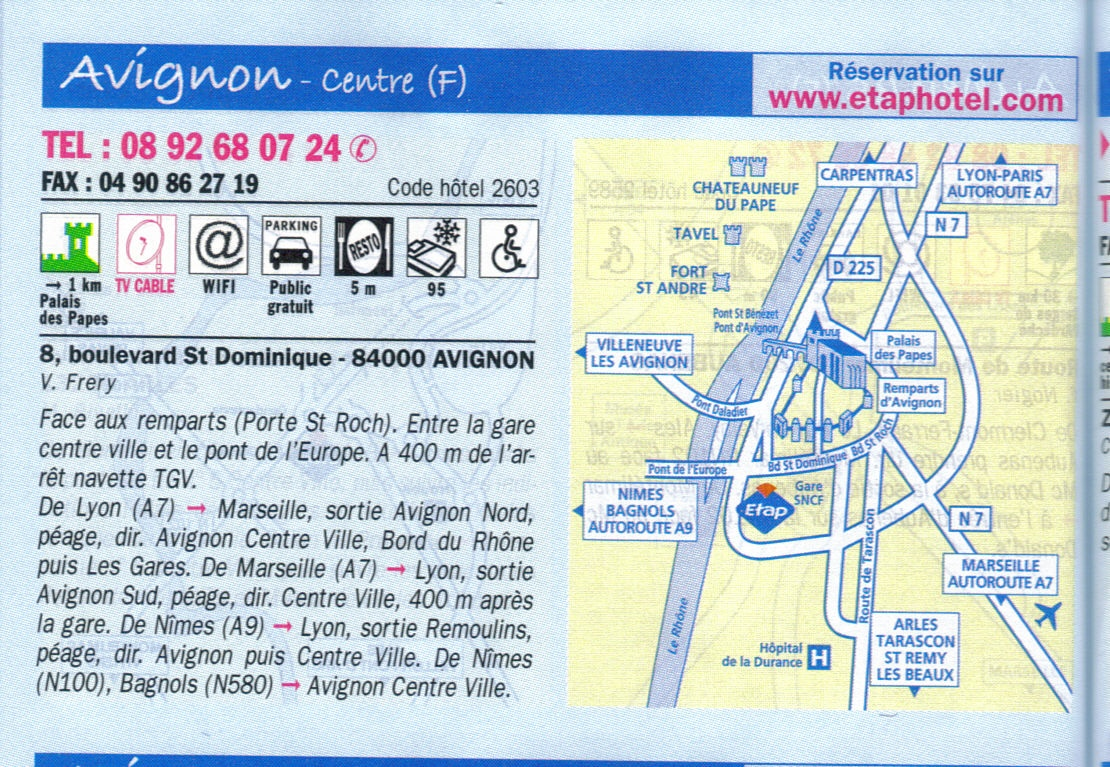 Avignon - Centre (F)
Réservation sur
www.etaphotel.com
TEL : 08 92 68 07 24
FAX : 04 90 86 27 19
Code hôtel 2603
→ 1 km
Palais
des Papes
TV CABLE
@
WIFI
PARKING
Public
gratuit
RESTO
5 m
95
8, boulevard St Dominique - 84000 AVIGNON
V. Frery
Face aux remparts (Porte St Roch). Entre la gare
centre ville et le pont de l'Europe. A 400 m de l'ar-
rêt navette TGV.
De Lyon (A7) → Marseille, sortie Avignon Nord,
péage, dir. Avignon Centre Ville, Bord du Rhône
puis Les Gares. De Marseille (A7) → Lyon, sortie
Avignon Sud, péage, dir. Centre Ville, 400 m après
la gare. De Nîmes (A9) → Lyon, sortie Remoulins,
péage, dir. Avignon puis Centre Ville. De Nîmes
(N100), Bagnols (N580) → Avignon Centre Ville.
CHATEAUNEUF
DU PAPE
CARPENTRAS
LYON-PARIS
AUTOROUTE A7
TAVEL
Le Rhône
N 7
FORT
ST ANDRE
D 225
Pont St Bénezet
Pont d'Avignon
VILLENEUVE
LES AVIGNON
Palais
des Papes
Remparts
d'Avignon
Pont Daladier
Pont de l'Europe
Bd St Dominique
Bd St Roch
NIMES
BAGNOLS
AUTOROUTE A9
Etap
Gare
SNCF
N 7
Route de Tarascon
MARSEILLE
AUTOROUTE A7
Le Rhône
ARLES
TARASCON
ST REMY
LES BEAUX
Hôpital
de la Durance
H